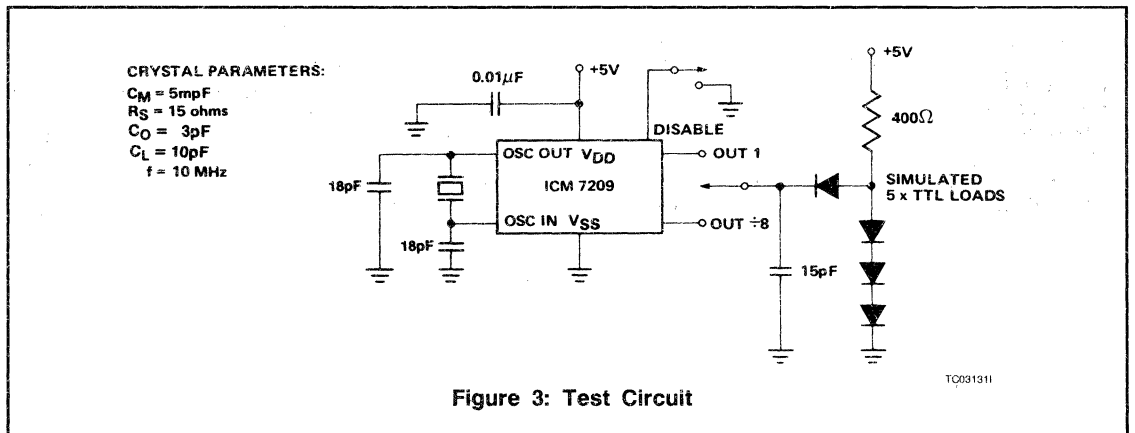 CRYSTAL PARAMETERS:
CM = 5mpF
RS = 15 ohms
CO = 3pF
CL = 10pF
f = 10 MHz
0.01μF
+5V
DISABLE
+5V
400Ω
OSC OUT VDD
OUT 1
18pF
ICM 7209
SIMULATED
5 x TTL LOADS
OSC IN VSS
OUT ÷8
18pF
15pF
TC03131I
Figure 3: Test Circuit